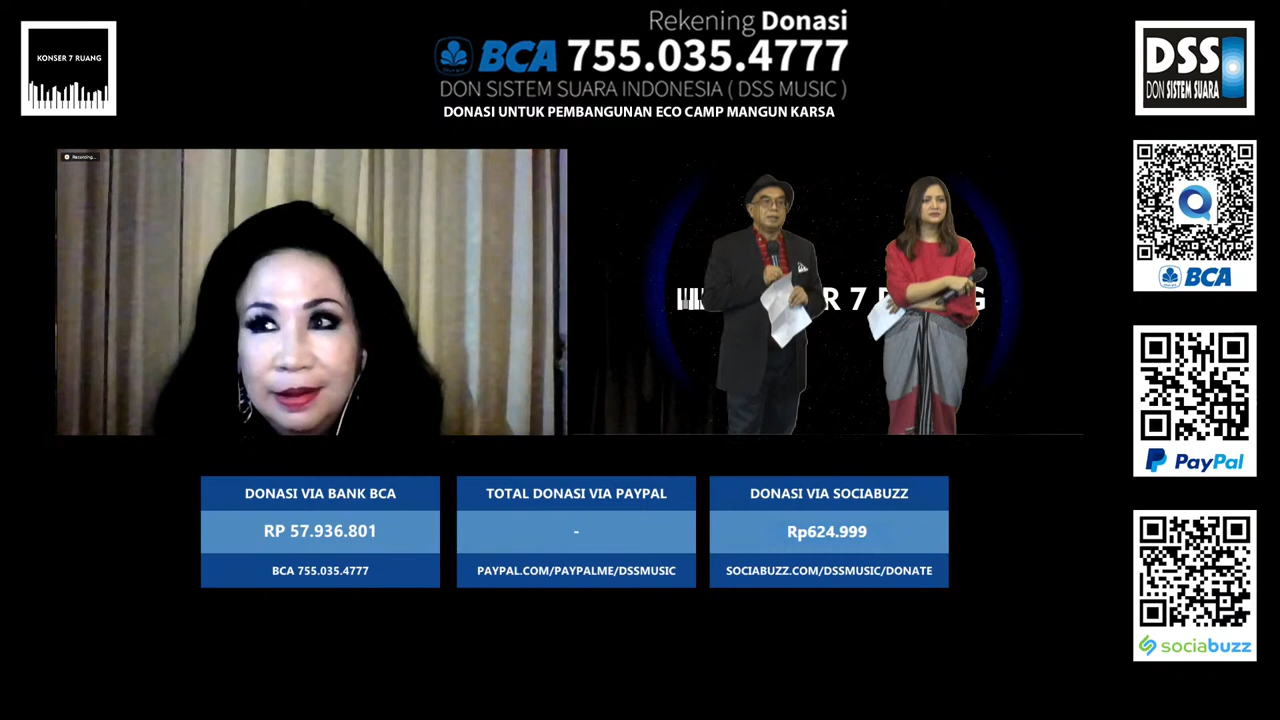 KONSER 7 RUANG
Rekening Donasi
BCA 755.035.4777
DON SISTEM SUARA INDONESIA ( DSS MUSIC )
DONASI UNTUK PEMBANGUNAN ECO CAMP MANGUN KARSA
DSS
DON SISTEM SUARA
Recording...
R 7
G
BCA
PayPal
sociabuzz
DONASI VIA BANK BCA
RP 57.936.801
BCA 755.035.4777
TOTAL DONASI VIA PAYPAL
-
PAYPAL.COM/PAYPALME/DSSMUSIC
DONASI VIA SOCIABUZZ
Rp624.999
SOCIABUZZ.COM/DSSMUSIC/DONATE